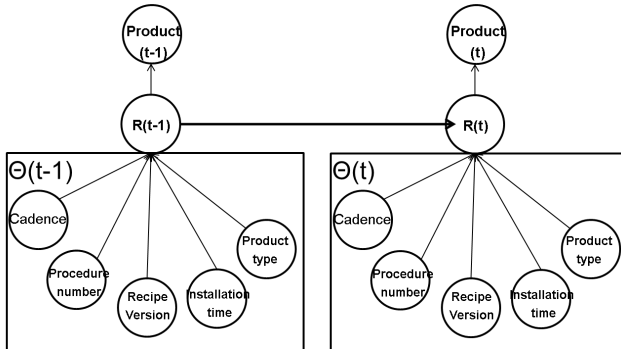 Product
(t-1)
Product
(t)
R(t-1)
R(t)
Θ(t-1)
Θ(t)
Cadence
Procedure
number
Recipe
Version
Installation
time
Product
type
Cadence
Procedure
number
Recipe
Version
Installation
time
Product
type